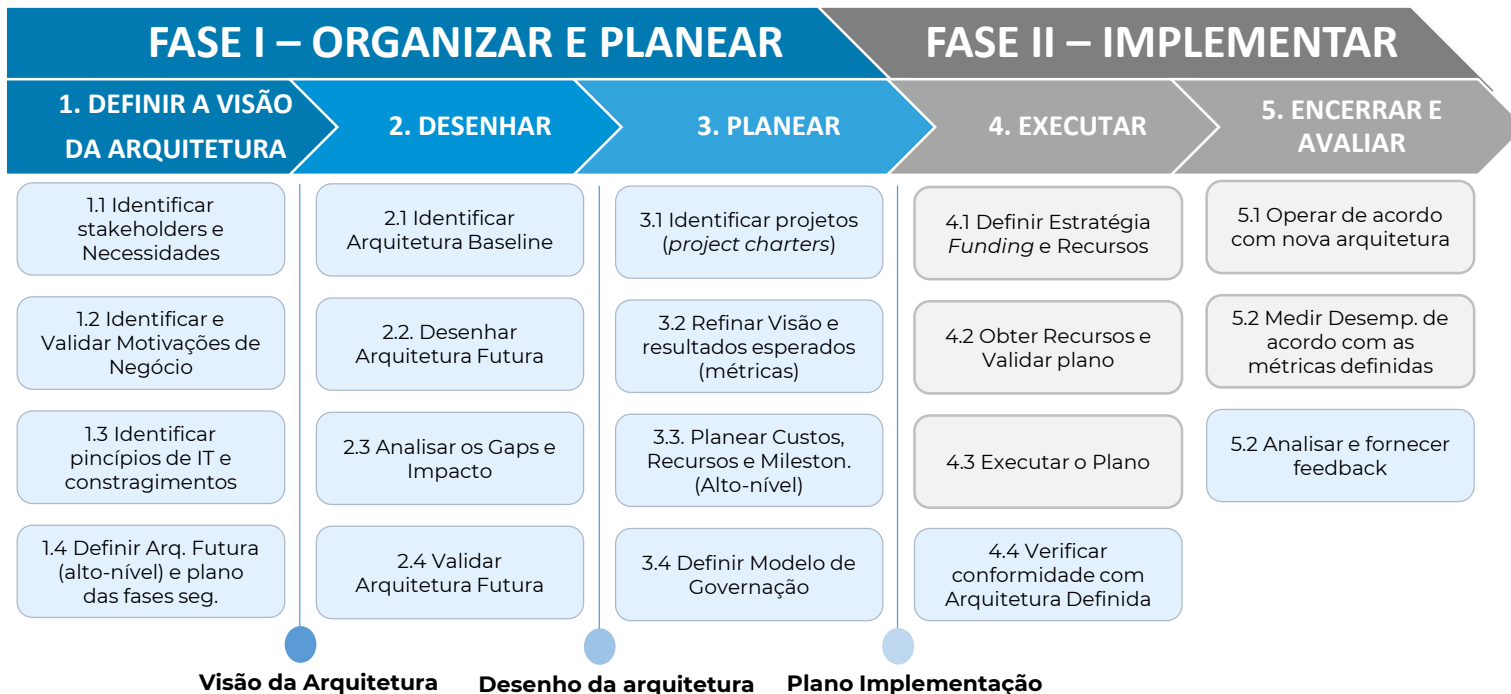 FASE I – ORGANIZAR E PLANEAR
FASE II – IMPLEMENTAR
1. DEFINIR A VISÃO
DA ARQUITETURA
2. DESENHAR
3. PLANEAR
4. EXECUTAR
5. ENCERRAR E
AVALIAR
1.1 Identificar
stakeholders e
Necessidades
1.2 Identificar e
Validar Motivações de
Negócio
1.3 Identificar
pincípios de IT e
constragimentos
1.4 Definir Arq. Futura
(alto-nível) e plano
das fases seg.
2.1 Identificar
Arquitetura Baseline
2.2. Desenhar
Arquitetura Futura
2.3 Analisar os Gaps e
Impacto
2.4 Validar
Arquitetura Futura
3.1 Identificar projetos
(project charters)
3.2 Refinar Visão e
resultados esperados
(métricas)
3.3. Planear Custos,
Recursos e Mileston.
(Alto-nível)
3.4 Definir Modelo de
Governação
4.1 Definir Estratégia
Funding e Recursos
4.2 Obter Recursos e
Validar plano
4.3 Executar o Plano
4.4 Verificar
conformidade com
Arquitetura Definida
5.1 Operar de acordo
com nova arquitetura
5.2 Medir Desemp. de
acordo com as
métricas definidas
5.2 Analisar e fornecer
feedback
Visão da Arquitetura
Desenho da arquitetura
Plano Implementação